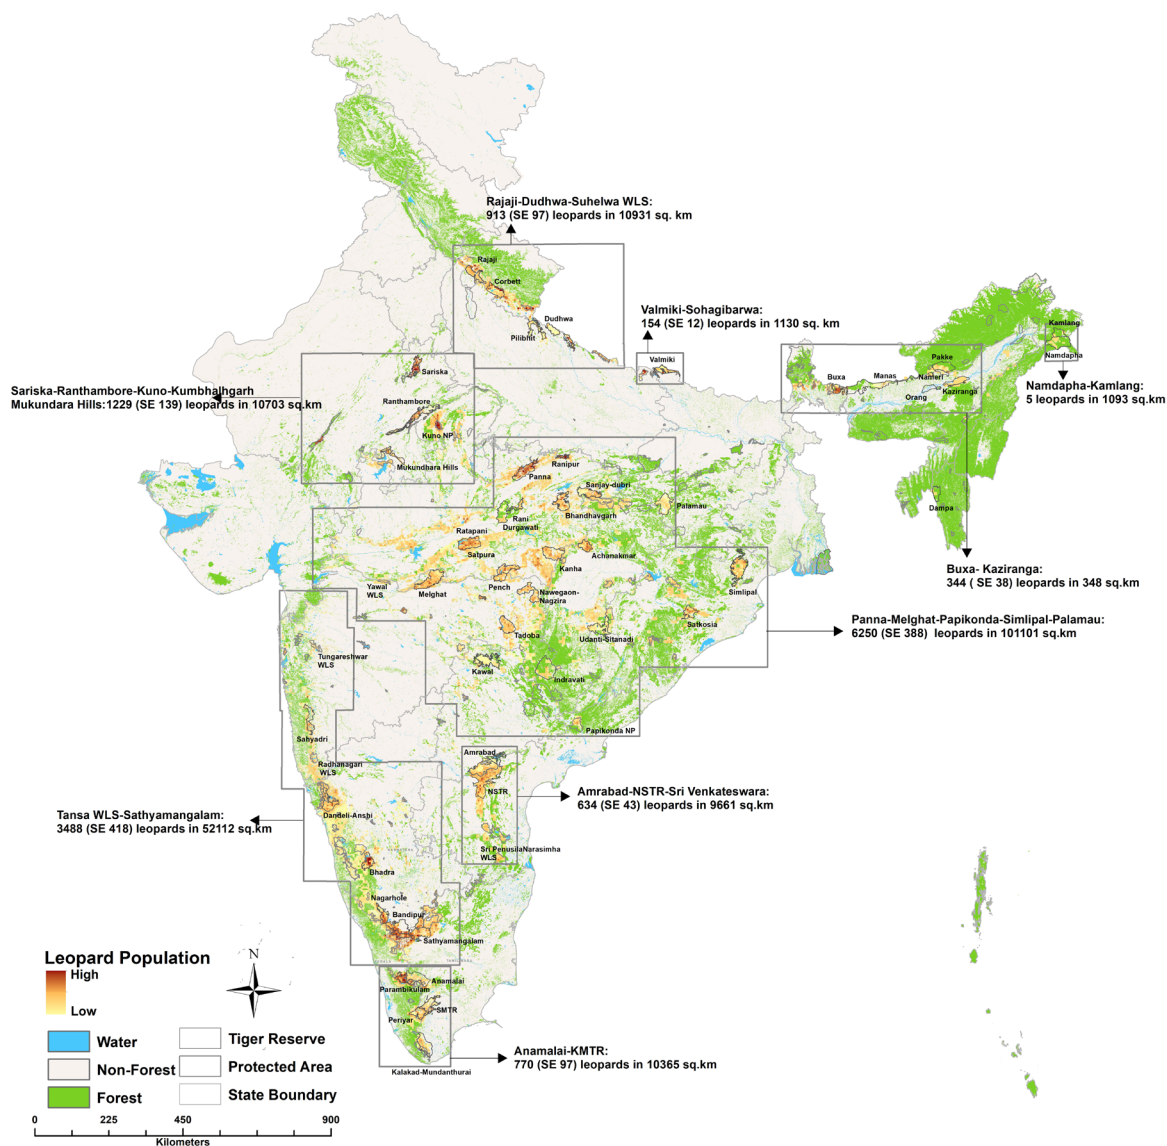 Rajaji-Dudhwa-Suhelwa WLS:
913 (SE 97) leopards in 10931 sq. km
Rajaji
Corbett
Dudhwa
Pilibhit
Valmiki-Sohagibarwa:
154 (SE 12) leopards in 1130 sq. km
Valmiki
Kamlang
Namdapha
Pakke
Buxa
Manas
Nameri
Kaziranga
Orang
Namdapha-Kamlang:
5 leopards in 1093 sq. km
Dampa
Buxa- Kaziranga:
344 ( SE 38) leopards in 348 sq.km
Sariska-Ranthambore-Kuno-Kumbhalhgarh
Mukundara Hills:1229 (SE 139) leopards in 10703 sq.km
Sariska
Ranthambore
Kuno NP
Mukundhara Hills
Ranipur
Panna
Sanjay-dubri
Bhandhavgarh
Palamau
Rani
Durgawati
Ratapani
Satpura
Achanakmar
Kanha
Yawal
WLS
Melghat
Pench
Nawegaon-
Nagzira
Simlipal
Satkosia
Tadoba
Udanti-Sitanadi
Kawal
Indravati
Papikonda NP
Panna-Melghat-Papikonda-Simlipal-Palamau:
6250 (SE 388)  leopards in 101101 sq.km
Tungareshwar
WLS
Sahyadri
Radhanagari
WLS
Dandeli-Anshi
Tansa WLS-Sathyamangalam:
3488 (SE 418) leopards in 52112 sq.km
Bhadra
Nagarhole
Bandipur
Sathyamangalam
Amrabad
NSTR
Sri PenusilaNarasimha
WLS
Amrabad-NSTR-Sri Venkateswara:
634 (SE 43) leopards in 9661 sq.km
Anamalai
Parambikulam
SMTR
Periyar
Kalakad-Mundanthurai
Anamalai-KMTR:
770 (SE 97) leopards in 10365 sq.km
Leopard Population
High
Low
N
Water
Non-Forest
Forest
Tiger Reserve
Protected Area
State Boundary
0 225 450 900
Kilometers